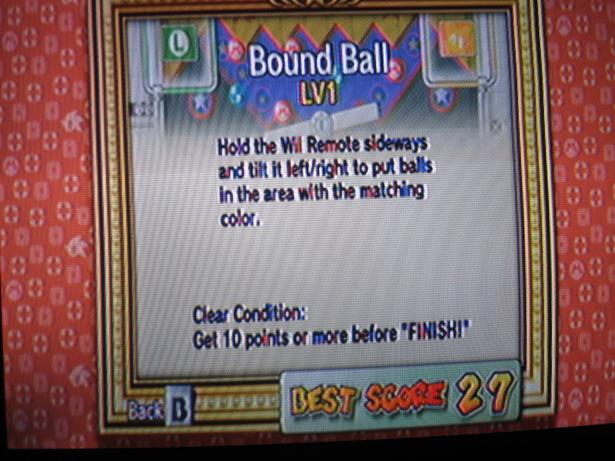 L
Bound Ball
LV1
Hold the Wii Remote sideways
and tilt it left/right to put balls
in the area with the matching
color.
Clear Condition:
Get 10 points or more before "FINISH!"
Back B
BEST SCORE 27